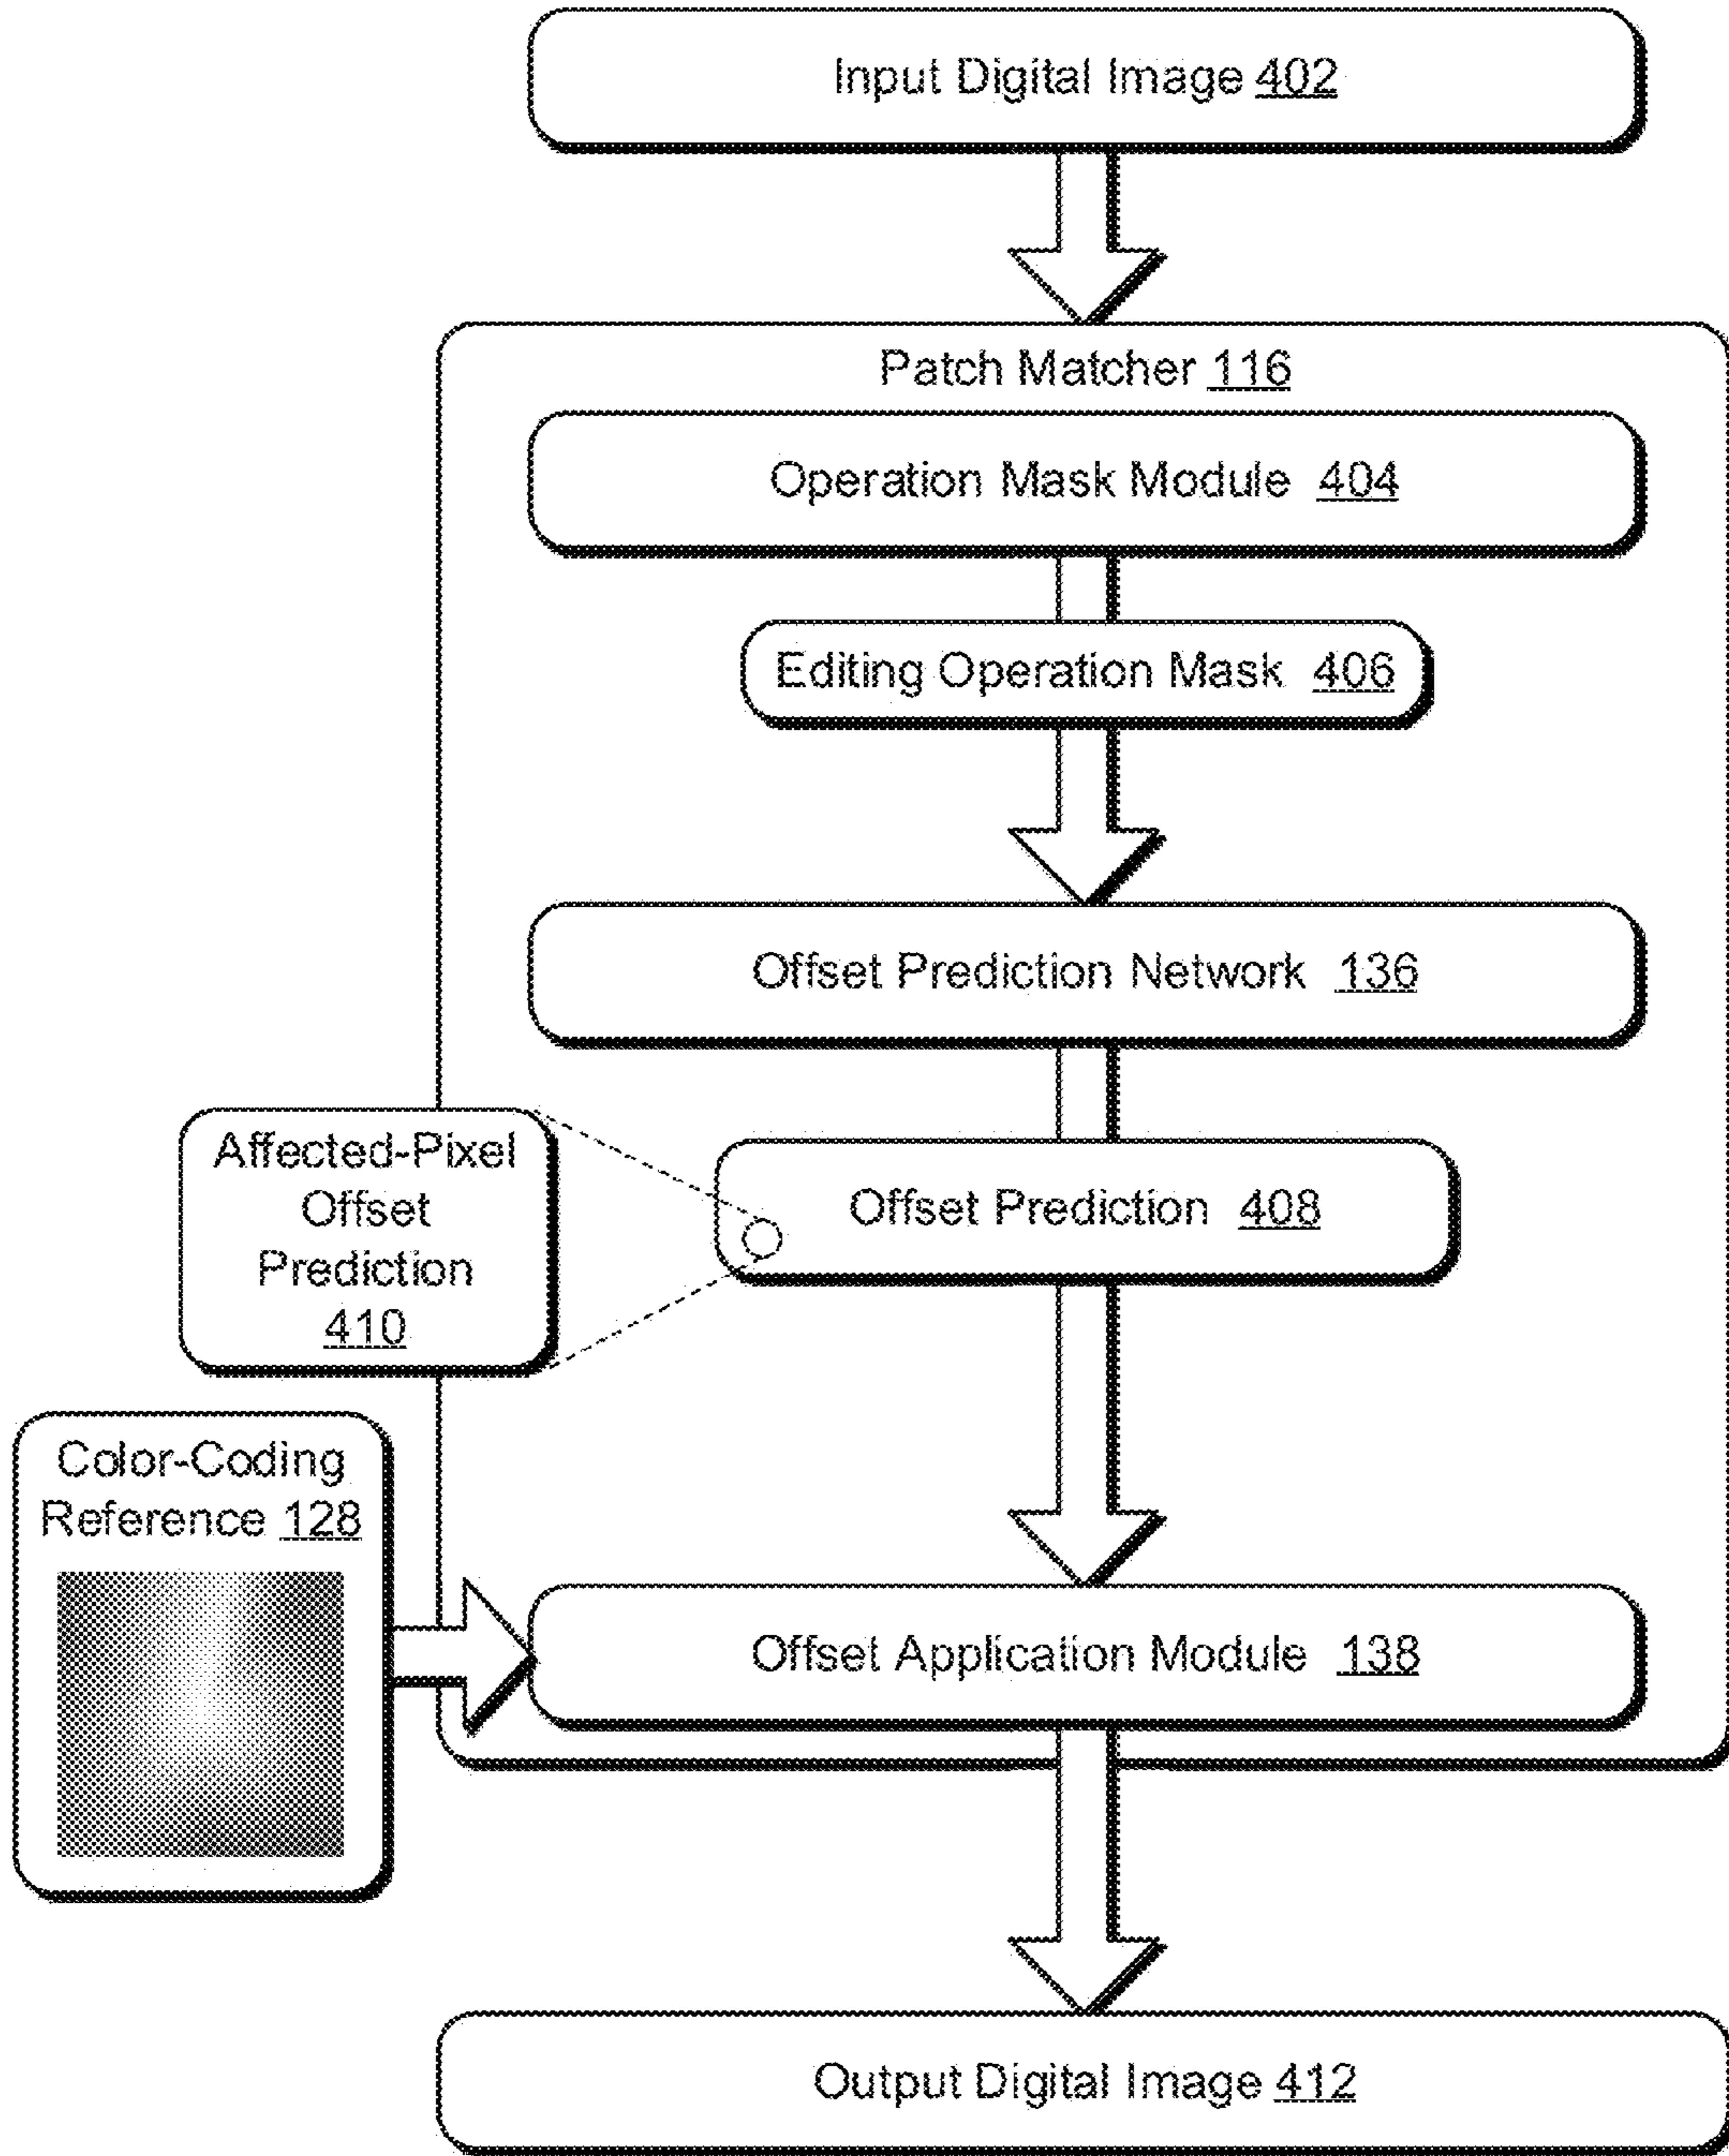 Input Digital Image 402
Patch Matcher 116
Operation Mask Module 404
Editing Operation Mask 406
Offset Prediction Network 136
Affected-Pixel
Offset
Prediction
410
Offset Prediction 408
Color-Coding
Reference 128
Offset Application Module 138
Output Digital Image 412